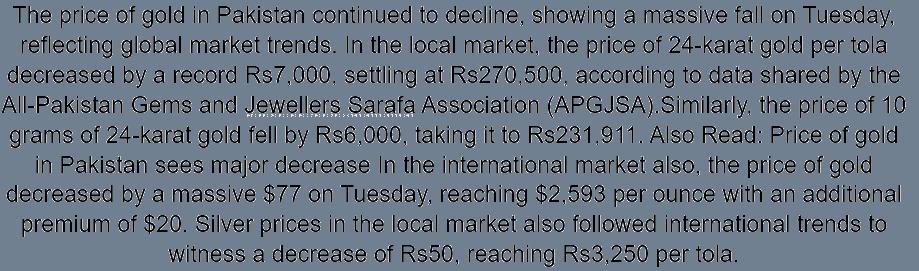 The price of gold in Pakistan continued to decline, showing a massive fall on Tuesday,
reflecting global market trends. In the local market, the price of 24-karat gold per tola
decreased by a record Rs7,000, settling at Rs270,500, according to data shared by the
All-Pakistan Gems and Jewellers Sarafa Association (APGJSA).Similarly, the price of 10
grams of 24-karat gold fell by Rs6,000, taking it to Rs231,911. Also Read: Price of gold
in Pakistan sees major decrease In the international market also, the price of gold
decreased by a massive $77 on Tuesday, reaching $2,593 per ounce with an additional
premium of $20. Silver prices in the local market also followed international trends to
witness a decrease of Rs50, reaching Rs3,250 per tola.